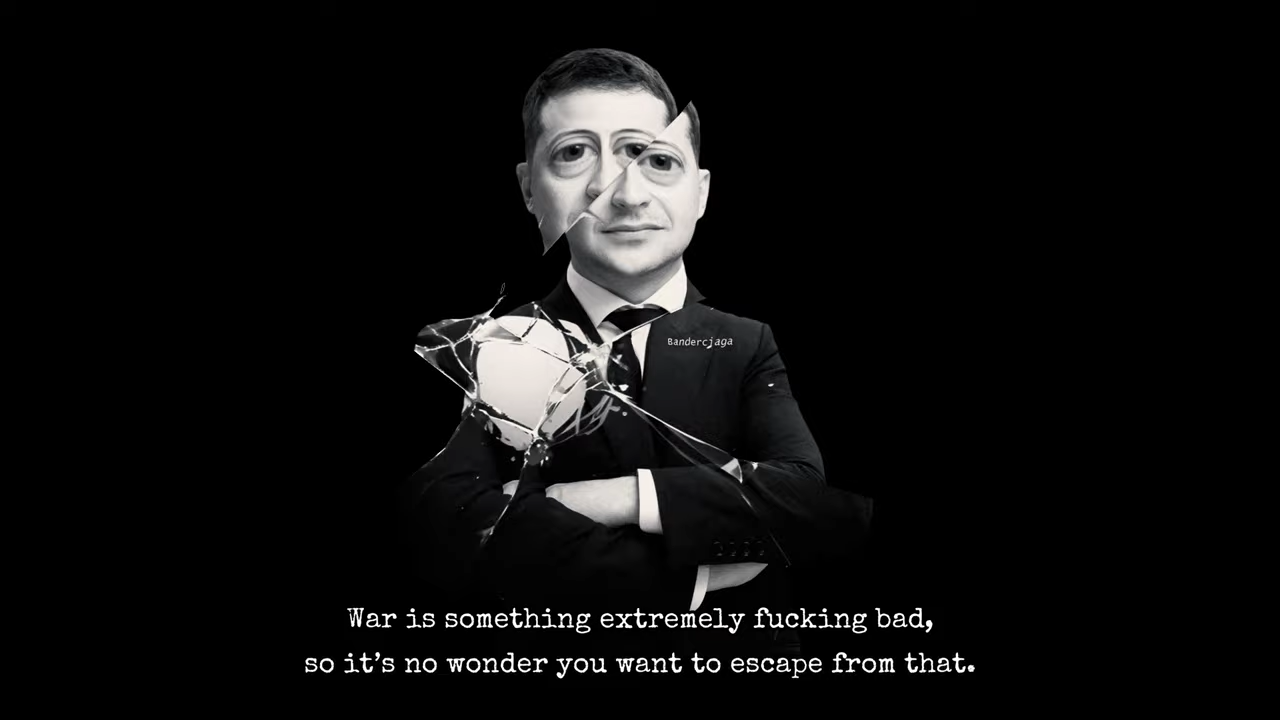 Bandercjaga
War is something extremely fucking bad,
so it's no wonder you want to escape from that.